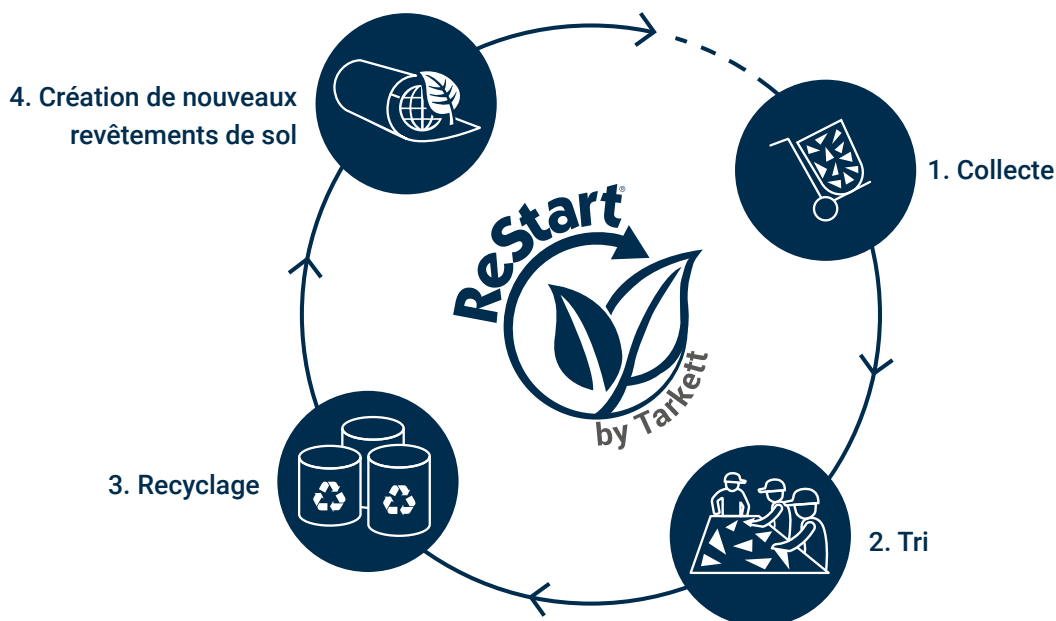 4. Création de nouveaux
revêtements de sol
1. Collecte
ReStart®
by Tarkett
3. Recyclage
2. Tri